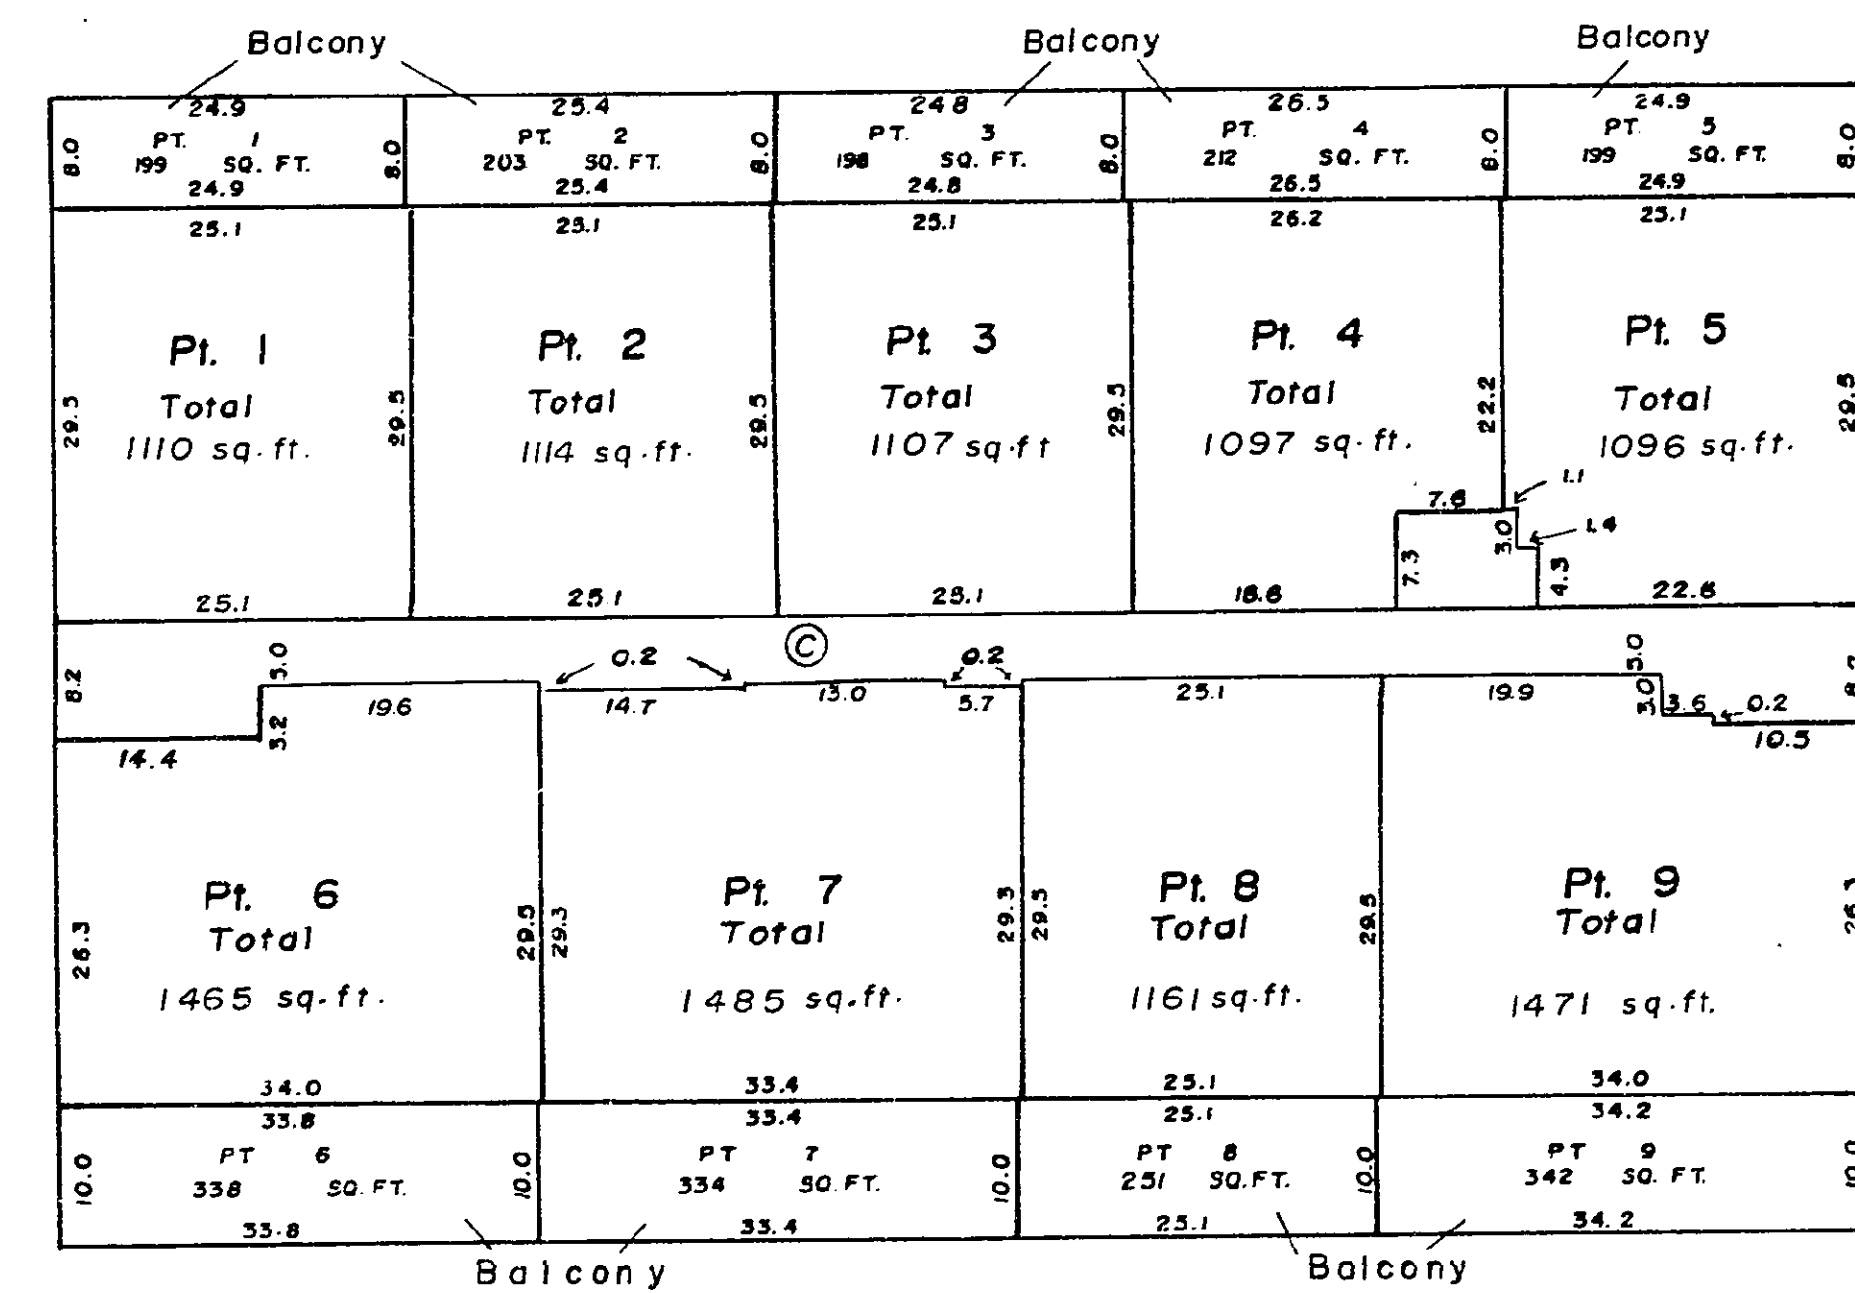 Balcony Balcony Balcony
24.9 25.4 24.8 26.5 24.9
8.0 PT. 1 8.0 PT. 2 8.0 PT. 3 8.0 PT. 4 8.0 PT. 5 8.0
199 SQ. FT. 203 SQ. FT. 198 SQ. FT. 212 SQ. FT. 199 SQ. FT.
24.9 25.4 24.8 26.5 24.9
25.1 25.1 25.1 26.2 25.1
Pt. 1 Pt. 2 Pt. 3 Pt. 4 Pt. 5
Total Total Total Total Total
29.5 29.5 29.5 29.5 22.2 29.5
1110 sq.ft. 1114 sq.ft. 1107 sq.ft 1097 sq.ft. 1096 sq.ft.
1.1
7.6
3.0 1.4
7.3 4.3
25.1 25.1 25.1 18.6 22.6
C
8.2 5.0 0.2 0.2 5.0
19.6 14.7 13.0 5.7 25.1 19.9 3.0 3.6 0.2
3.2
14.4 10.5
Pt. 6 Pt. 7 Pt. 8 Pt. 9
Total Total Total Total
26.3 29.5 29.3 29.3 29.5 29.5
1465 sq.ft. 1485 sq.ft. 1161 sq.ft. 1471 sq.ft.
34.0 33.4 25.1 34.0
33.8 33.4 25.1 34.2
PT 6 PT 7 PT 8 PT 9
10.0 338 SQ.FT. 10.0 334 SQ.FT. 10.0 251 SQ.FT. 10.0 342 SQ. FT. 10.0
33.8 33.4 25.1 34.2
Balcony Balcony